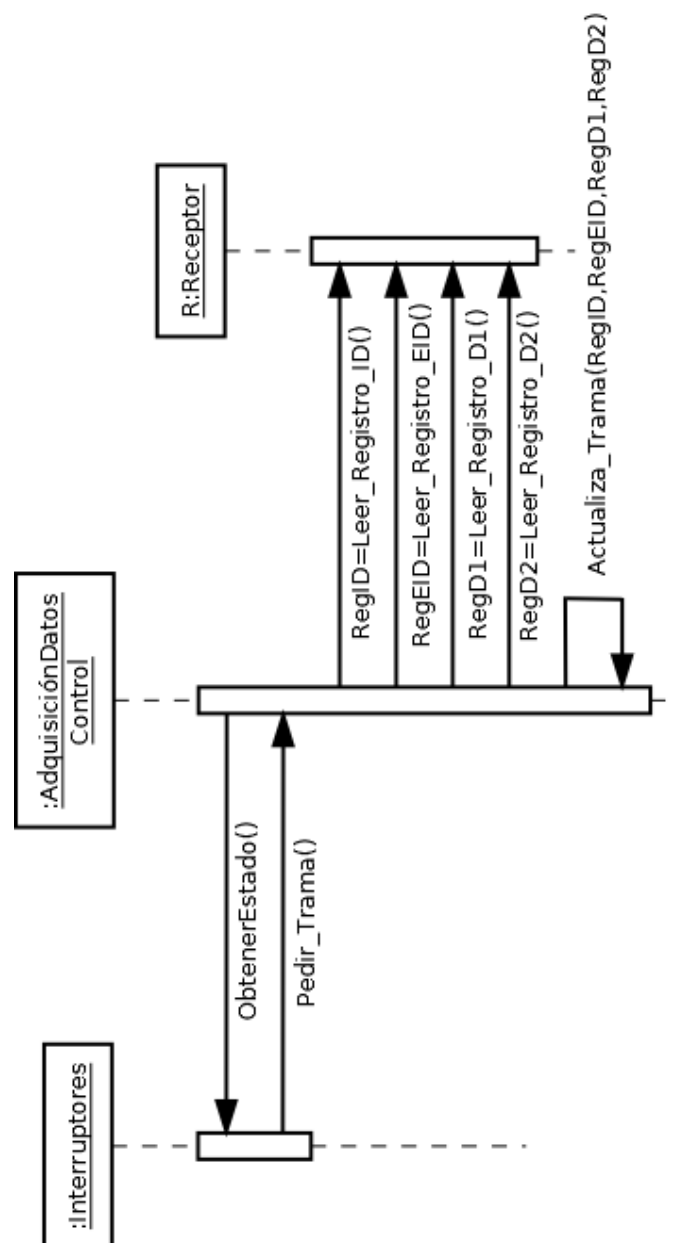 :Interruptores
:AdquisiciónDatos
Control
R:Receptor
ObtenerEstado()
Pedir_Trama()
RegID=Leer_Registro_ID()
RegEID=Leer_Registro_EID()
RegD1=Leer_Registro_D1()
RegD2=Leer_Registro_D2()
Actualiza_Trama(RegID,RegEID,RegD1,RegD2)